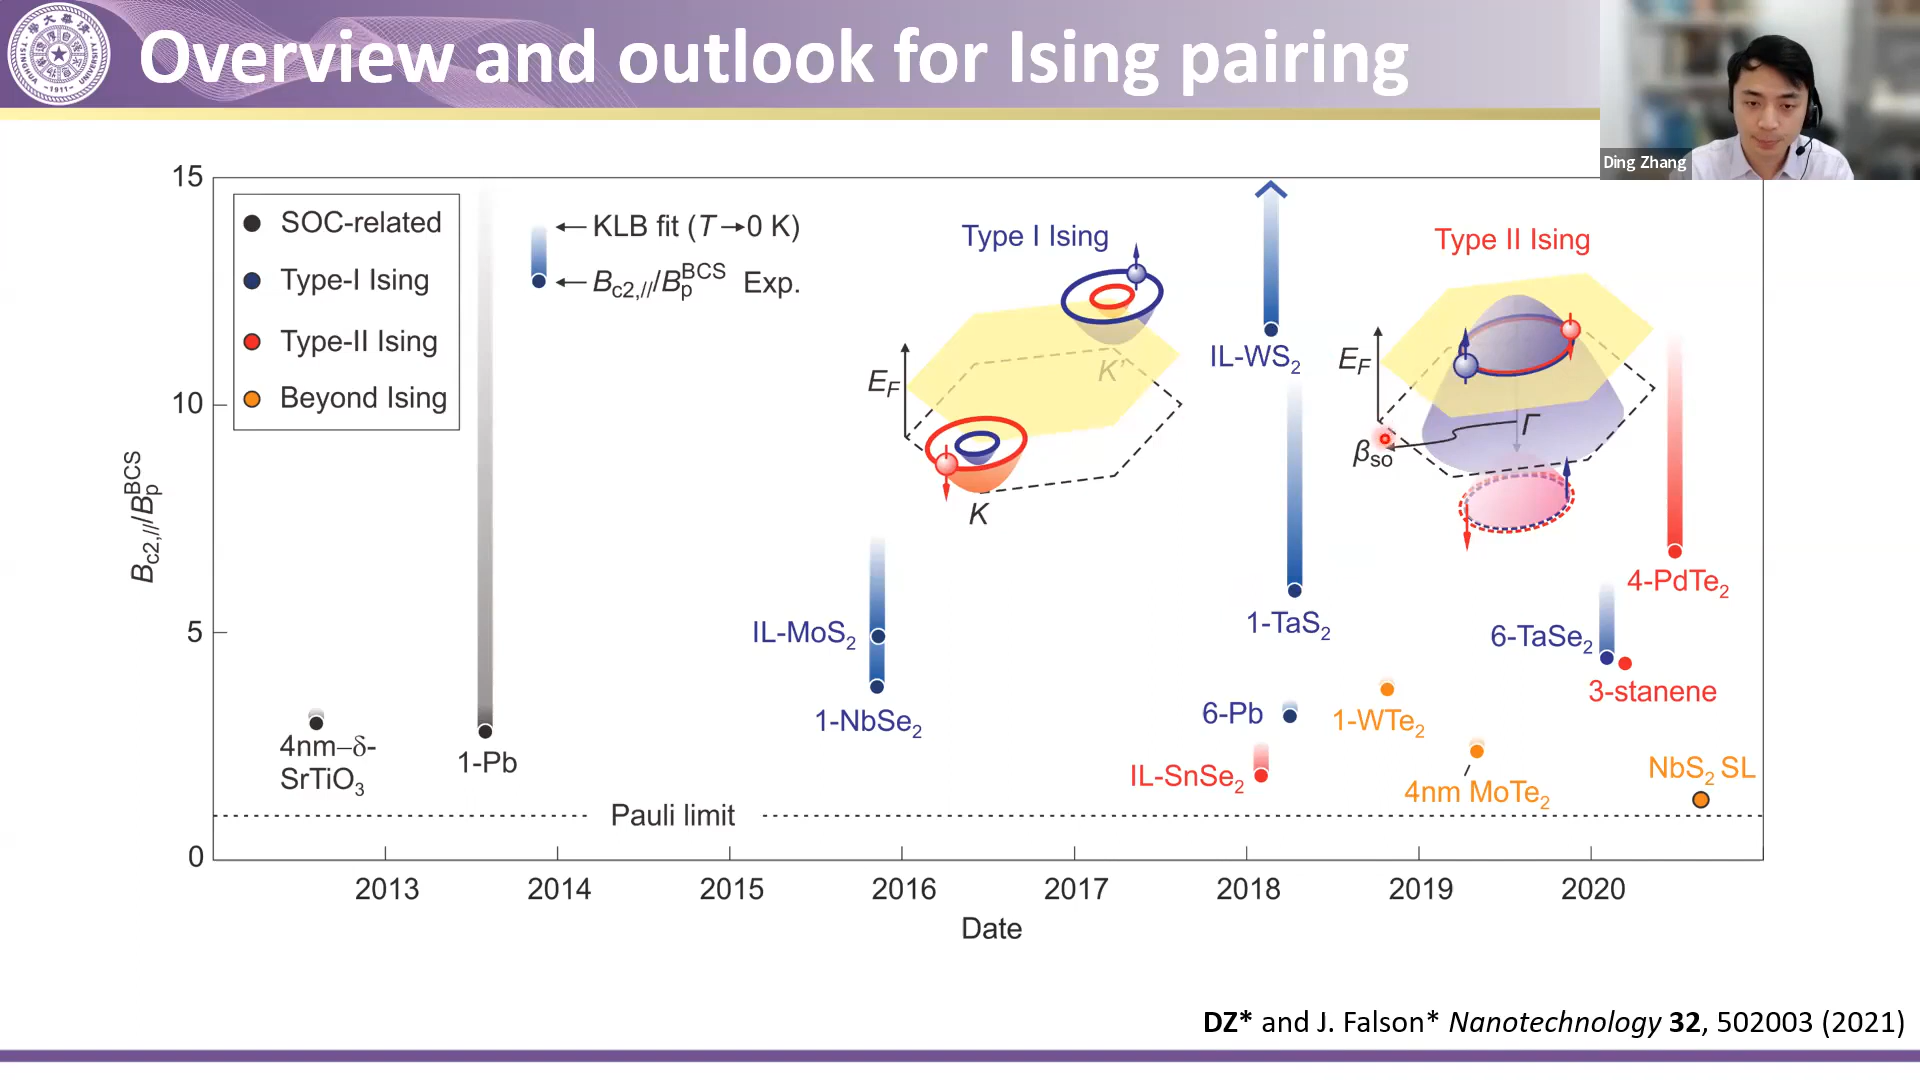 Overview and outlook for Ising pairing
TSINGHUA UNIVERSITY
-1911-
Ding Zhang
15
10
5
0
B_c2,///B_p^BCS
SOC-related
Type-I Ising
Type-II Ising
Beyond Ising
←KLB fit (T→0 K)
←B_c2,///B_p^BCS Exp.
Type I Ising
E_F
K'
K
Type II Ising
E_F
Γ
β_so
IL-WS₂
4-PdTe₂
1-TaS₂
IL-MoS₂
6-TaSe₂
3-stanene
1-NbSe₂
6-Pb
1-WTe₂
4nm–δ-
SrTiO₃
1-Pb
IL-SnSe₂
4nm MoTe₂
NbS₂ SL
Pauli limit
2013 2014 2015 2016 2017 2018 2019 2020
Date
DZ* and J. Falson* Nanotechnology 32, 502003 (2021)